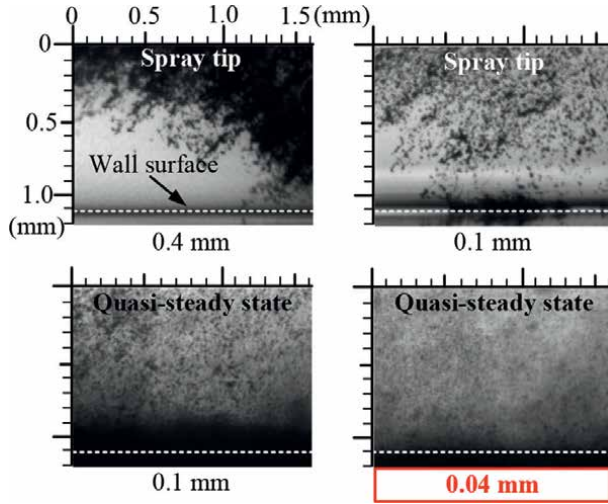 0 0.5 1.0 1.5 (mm)
0
Spray tip
Spray tip
0.5
Wall surface
1.0
(mm)
0.4 mm
0.1 mm
Quasi-steady state
Quasi-steady state
0.1 mm
0.04 mm